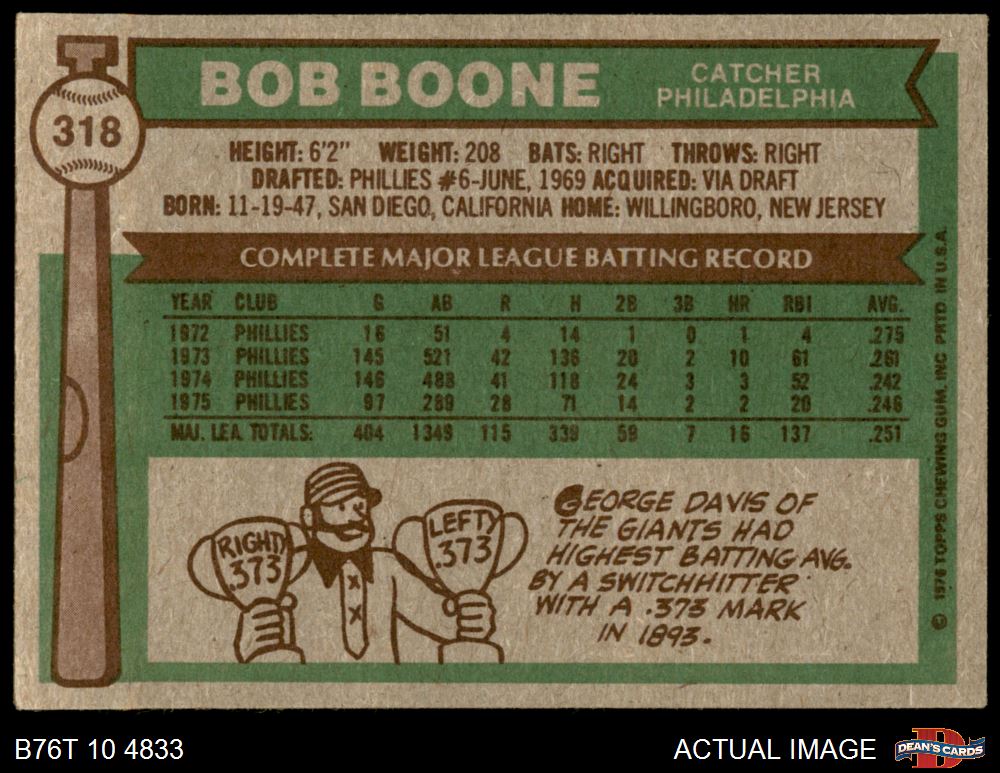 318
BOB BOONE
CATCHER
PHILADELPHIA
HEIGHT: 6'2" WEIGHT: 208 BATS: RIGHT THROWS: RIGHT
DRAFTED: PHILLIES #6-JUNE, 1969 ACQUIRED: VIA DRAFT
BORN: 11-19-47, SAN DIEGO, CALIFORNIA HOME: WILLINGBORO, NEW JERSEY
COMPLETE MAJOR LEAGUE BATTING RECORD
YEAR CLUB G AB R H 2B 3B HR RBI AVG.
1972 PHILLIES 16 51 4 14 1 0 1 4 .275
1973 PHILLIES 145 521 42 136 20 2 10 61 .261
1974 PHILLIES 146 488 41 118 24 3 3 52 .242
1975 PHILLIES 97 289 28 71 14 2 2 20 .246
MAJ. LEA. TOTALS: 404 1349 115 339 59 7 16 137 .251
RIGHTY
.373
LEFTY
.373
GEORGE DAVIS OF
THE GIANTS HAD
HIGHEST BATTING AVG.
BY A SWITCHHITTER
WITH A .373 MARK
IN 1893.
© 1976 TOPPS CHEWING GUM, INC. PRTD. IN U.S.A.
B76T 10 4833
ACTUAL IMAGE
D
DEAN'S CARDS